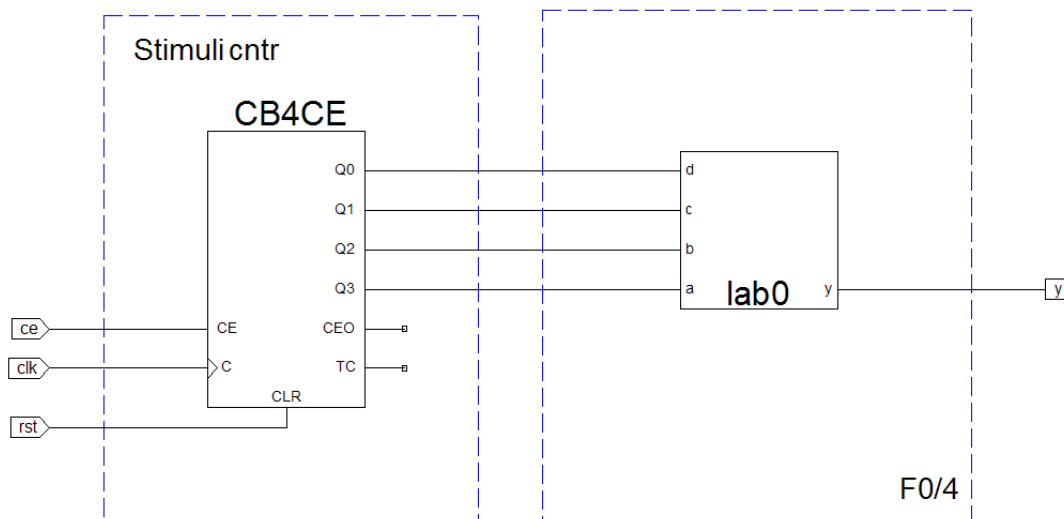 Stimuli cntr
CB4CE
Q0
d
Q1
c
Q2
b
Q3
a
lab0
y
y
ce
CE
CEO
clk
C
TC
CLR
rst
F0/4